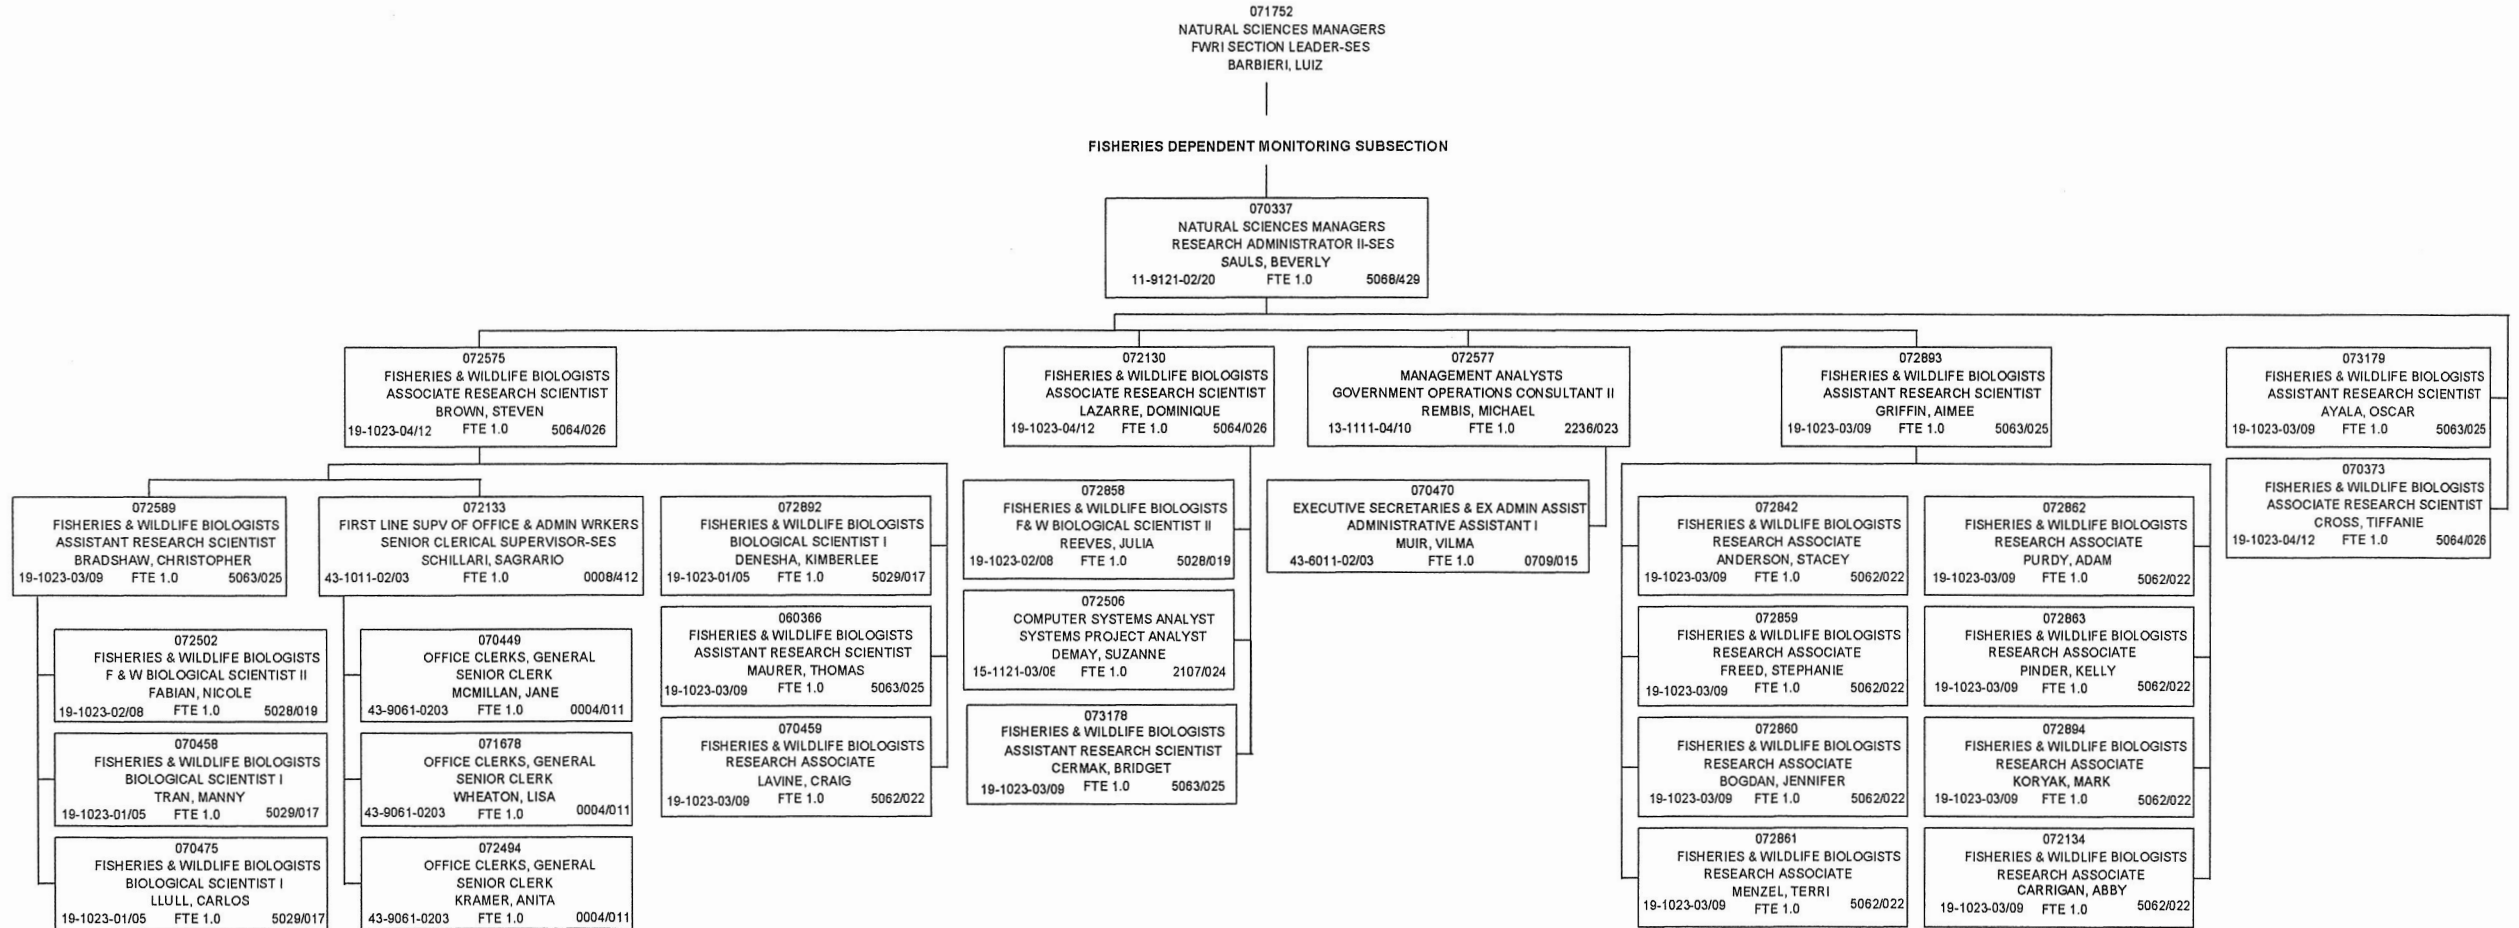 071752
NATURAL SCIENCES MANAGERS
FWRI SECTION LEADER-SES
BARBIERI, LUIZ
FISHERIES DEPENDENT MONITORING SUBSECTION
070337
NATURAL SCIENCES MANAGERS
RESEARCH ADMINISTRATOR II-SES
SAULS, BEVERLY
11-9121-02/20 FTE 1.0 5068/429
072575
FISHERIES & WILDLIFE BIOLOGISTS
ASSOCIATE RESEARCH SCIENTIST
BROWN, STEVEN
19-1023-04/12 FTE 1.0 5064/026
072130
FISHERIES & WILDLIFE BIOLOGISTS
ASSOCIATE RESEARCH SCIENTIST
LAZARRE, DOMINIQUE
19-1023-04/12 FTE 1.0 5064/026
072577
MANAGEMENT ANALYSTS
GOVERNMENT OPERATIONS CONSULTANT II
REMBIS, MICHAEL
13-1111-04/10 FTE 1.0 2236/023
072893
FISHERIES & WILDLIFE BIOLOGISTS
ASSISTANT RESEARCH SCIENTIST
GRIFFIN, AIMEE
19-1023-03/09 FTE 1.0 5063/025
073179
FISHERIES & WILDLIFE BIOLOGISTS
ASSISTANT RESEARCH SCIENTIST
AYALA, OSCAR
19-1023-03/09 FTE 1.0 5063/025
070373
FISHERIES & WILDLIFE BIOLOGISTS
ASSOCIATE RESEARCH SCIENTIST
CROSS, TIFFANIE
19-1023-04/12 FTE 1.0 5064/026
072589
FISHERIES & WILDLIFE BIOLOGISTS
ASSISTANT RESEARCH SCIENTIST
BRADSHAW, CHRISTOPHER
19-1023-03/09 FTE 1.0 5063/025
072133
FIRST LINE SUPV OF OFFICE & ADMIN WRKERS
SENIOR CLERICAL SUPERVISOR-SES
SCHILLARI, SAGRARIO
43-1011-02/03 FTE 1.0 0008/412
072892
FISHERIES & WILDLIFE BIOLOGISTS
BIOLOGICAL SCIENTIST I
DENESHA, KIMBERLEE
19-1023-01/05 FTE 1.0 5029/017
072858
FISHERIES & WILDLIFE BIOLOGISTS
F& W BIOLOGICAL SCIENTIST II
REEVES, JULIA
19-1023-02/08 FTE 1.0 5028/019
070470
EXECUTIVE SECRETARIES & EX ADMIN ASSIST
ADMINISTRATIVE ASSISTANT I
MUIR, VILMA
43-6011-02/03 FTE 1.0 0709/015
072842
FISHERIES & WILDLIFE BIOLOGISTS
RESEARCH ASSOCIATE
ANDERSON, STACEY
19-1023-03/09 FTE 1.0 5062/022
072862
FISHERIES & WILDLIFE BIOLOGISTS
RESEARCH ASSOCIATE
PURDY, ADAM
19-1023-03/09 FTE 1.0 5062/022
072502
FISHERIES & WILDLIFE BIOLOGISTS
F & W BIOLOGICAL SCIENTIST II
FABIAN, NICOLE
19-1023-02/08 FTE 1.0 5028/019
070449
OFFICE CLERKS, GENERAL
SENIOR CLERK
MCMILLAN, JANE
43-9061-0203 FTE 1.0 0004/011
060366
FISHERIES & WILDLIFE BIOLOGISTS
ASSISTANT RESEARCH SCIENTIST
MAURER, THOMAS
19-1023-03/09 FTE 1.0 5063/025
072506
COMPUTER SYSTEMS ANALYST
SYSTEMS PROJECT ANALYST
DEMAY, SUZANNE
15-1121-03/08 FTE 1.0 2107/024
072859
FISHERIES & WILDLIFE BIOLOGISTS
RESEARCH ASSOCIATE
FREED, STEPHANIE
19-1023-03/09 FTE 1.0 5062/022
072863
FISHERIES & WILDLIFE BIOLOGISTS
RESEARCH ASSOCIATE
PINDER, KELLY
19-1023-03/09 FTE 1.0 5062/022
070458
FISHERIES & WILDLIFE BIOLOGISTS
BIOLOGICAL SCIENTIST I
TRAN, MANNY
19-1023-01/05 FTE 1.0 5029/017
071678
OFFICE CLERKS, GENERAL
SENIOR CLERK
WHEATON, LISA
43-9061-0203 FTE 1.0 0004/011
070459
FISHERIES & WILDLIFE BIOLOGISTS
RESEARCH ASSOCIATE
LAVINE, CRAIG
19-1023-03/09 FTE 1.0 5062/022
073178
FISHERIES & WILDLIFE BIOLOGISTS
ASSISTANT RESEARCH SCIENTIST
CERMAK, BRIDGET
19-1023-03/09 FTE 1.0 5063/025
072860
FISHERIES & WILDLIFE BIOLOGISTS
RESEARCH ASSOCIATE
BOGDAN, JENNIFER
19-1023-03/09 FTE 1.0 5062/022
072894
FISHERIES & WILDLIFE BIOLOGISTS
RESEARCH ASSOCIATE
KORYAK, MARK
19-1023-03/09 FTE 1.0 5062/022
070475
FISHERIES & WILDLIFE BIOLOGISTS
BIOLOGICAL SCIENTIST I
LLULL, CARLOS
19-1023-01/05 FTE 1.0 5029/017
072494
OFFICE CLERKS, GENERAL
SENIOR CLERK
KRAMER, ANITA
43-9061-0203 FTE 1.0 0004/011
072861
FISHERIES & WILDLIFE BIOLOGISTS
RESEARCH ASSOCIATE
MENZEL, TERRI
19-1023-03/09 FTE 1.0 5062/022
072134
FISHERIES & WILDLIFE BIOLOGISTS
RESEARCH ASSOCIATE
CARRIGAN, ABBY
19-1023-03/09 FTE 1.0 5062/022